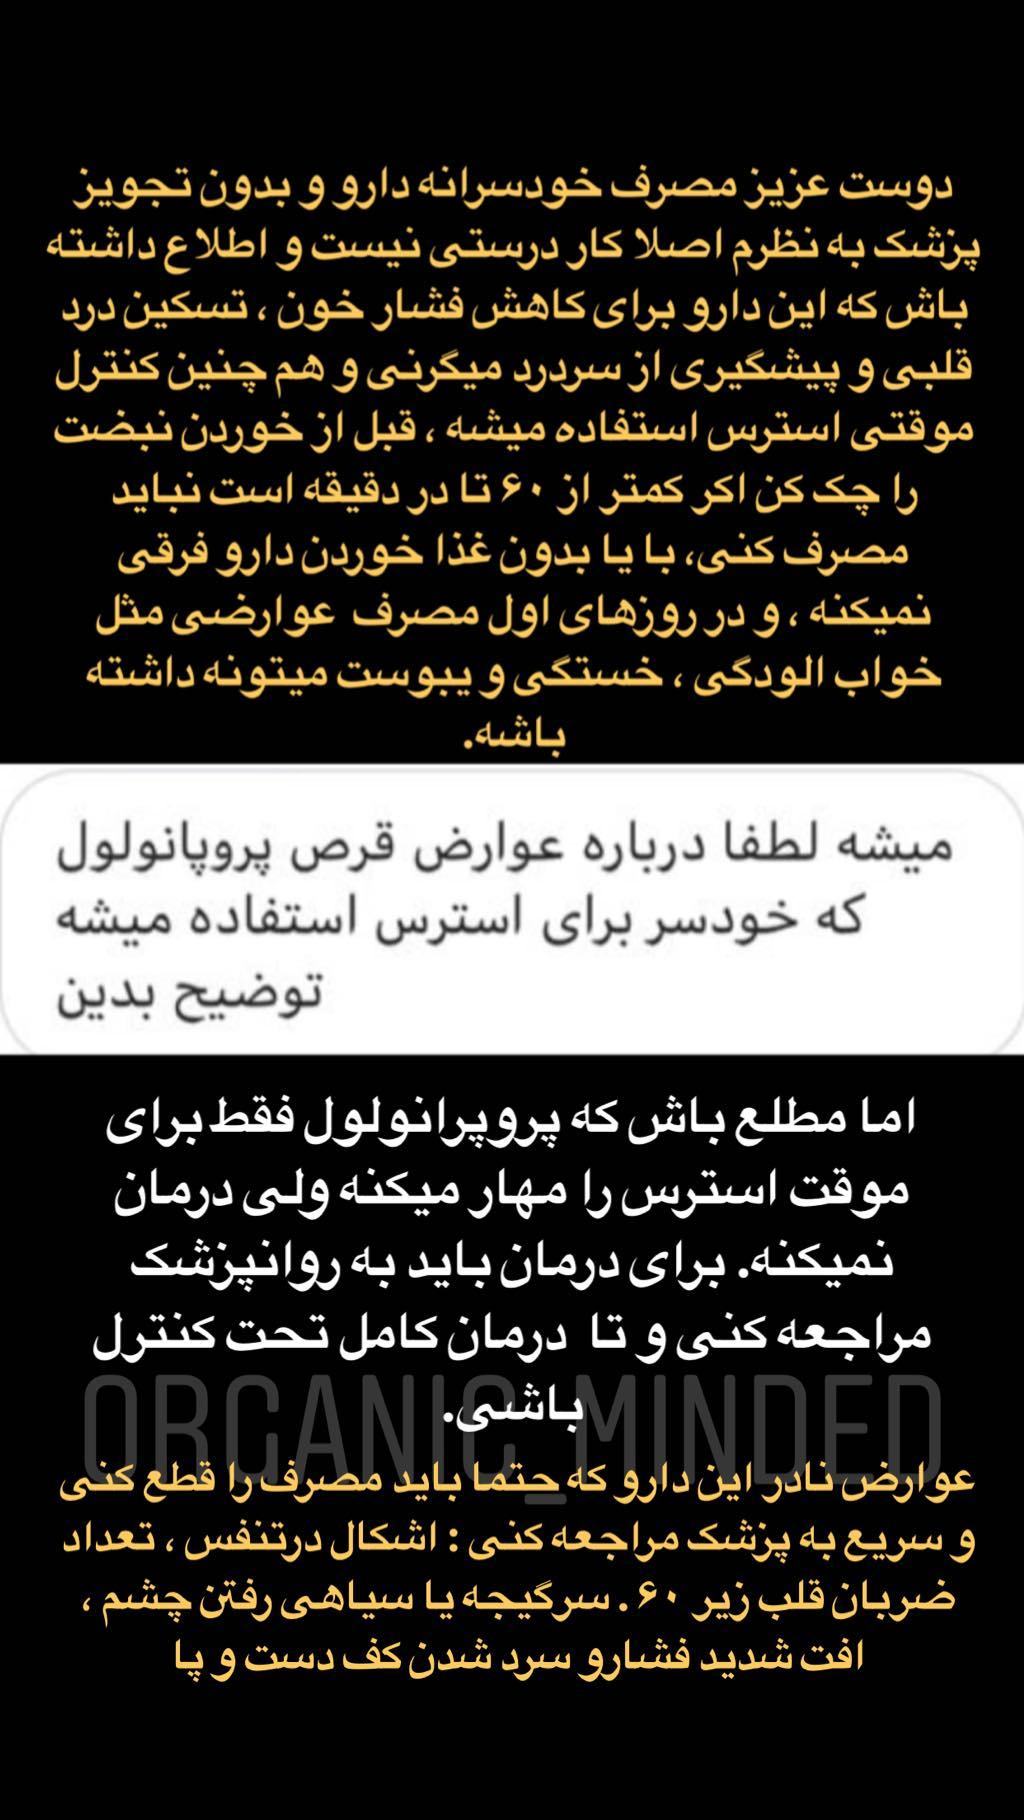 دوست عزیز مصرف خودسرانه دارو و بدون تجویز
پزشک به نظرم اصلا کار درستی نیست و اطلاع داشته
باش که این دارو برای کاهش فشار خون ، تسکین درد
قلبی و پیشگیری از سردرد میگرنی و هم چنین کنترل
موقتی استرس استفاده میشه ، قبل از خوردن نبضت
را چک کن اکر کمتر از ۶۰ تا در دقیقه است نباید
مصرف کنی، با یا بدون غذا خوردن دارو فرقی
نمیکنه ، و در روزهای اول مصرف عوارضی مثل
خواب الودگی ، خستگی و یبوست میتونه داشته
باشه.
میشه لطفا درباره عوارض قرص پروپانولول
که خودسر برای استرس استفاده میشه
توضیح بدین
اما مطلع باش که پروپرانولول فقط برای
موقت استرس را مهار میکنه ولی درمان
نمیکنه. برای درمان باید به روانپزشک
مراجعه کنی و تا درمان کامل تحت کنترل
باشی.
ORGANIC_MINDED
عوارض نادر این دارو که حتما باید مصرف را قطع کنی
و سریع به پزشک مراجعه کنی : اشکال درتنفس ، تعداد
ضربان قلب زیر ۶۰ . سرگیجه یا سیاهی رفتن چشم ،
افت شدید فشارو سرد شدن کف دست و پا